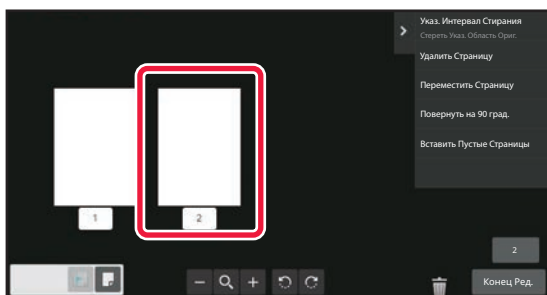 Указ. Интервал Стирания
Стереть Указ. Область Ориг.
Удалить Страницу
Переместить Страницу
Повернуть на 90 град.
Вставить Пустые Страницы
1
2
2
Конец Ред.